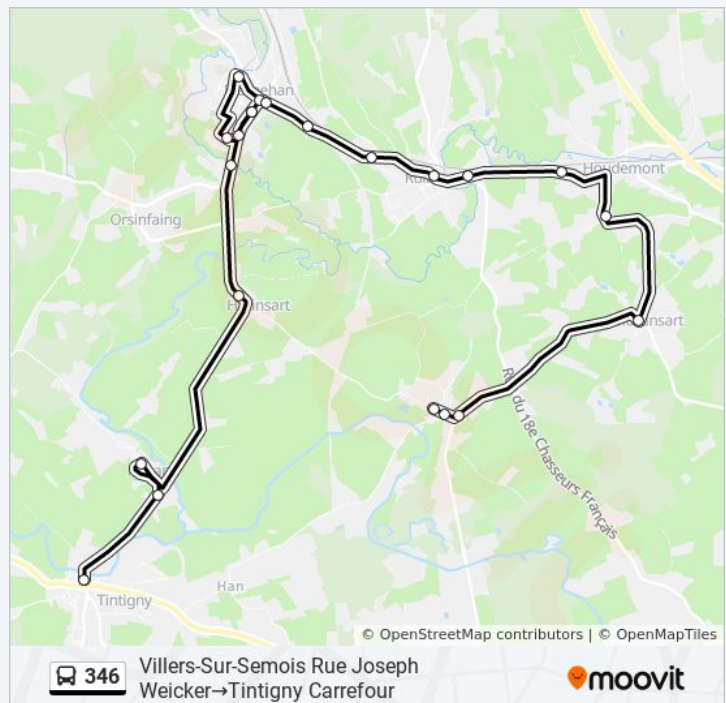 Orsinfaing
Houdemont
Han
Rue du 18e Chasseurs Français
Tintigny
© OpenStreetMap contributors | © OpenMapTiles
346
Villers-Sur-Semois Rue Joseph
Weicker→Tintigny Carrefour
moovit